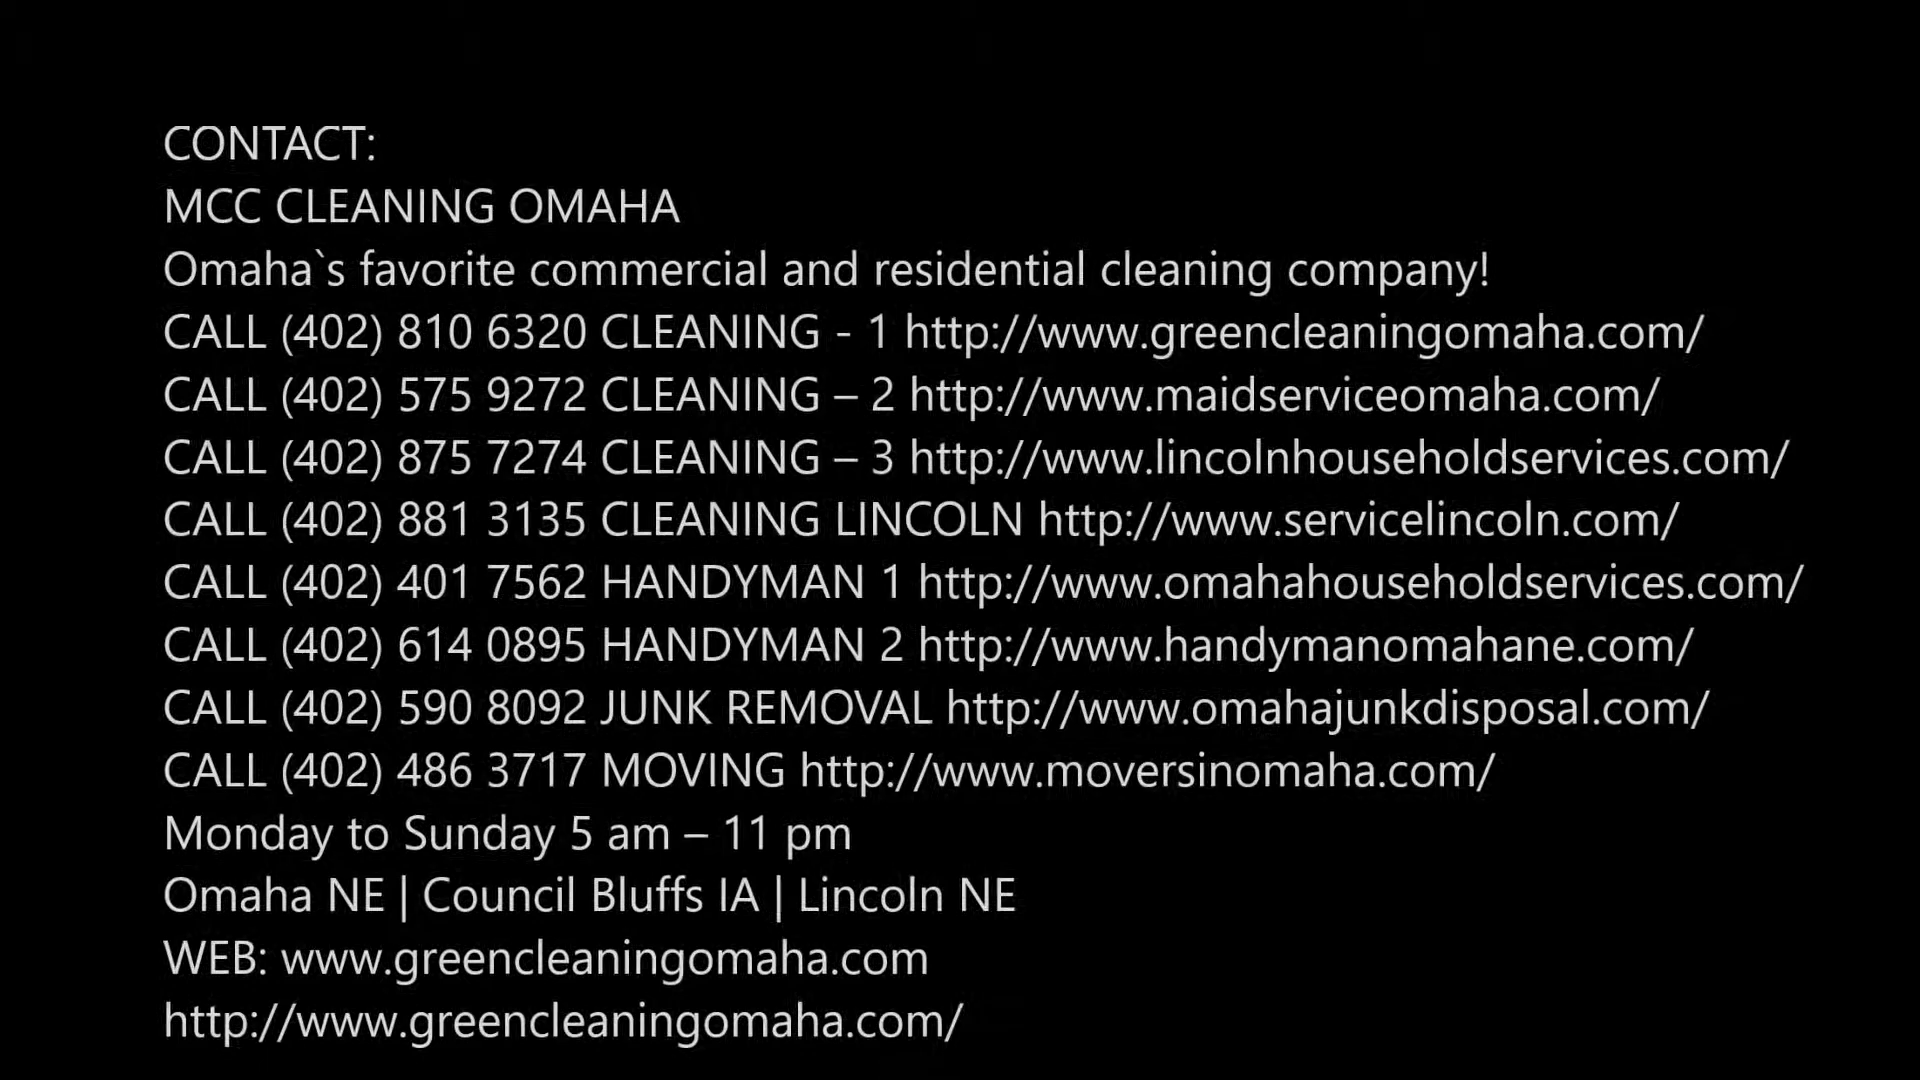 CONTACT:
MCC CLEANING OMAHA
Omaha`s favorite commercial and residential cleaning company!
CALL (402) 810 6320 CLEANING - 1 http://www.greencleaningomaha.com/
CALL (402) 575 9272 CLEANING – 2 http://www.maidserviceomaha.com/
CALL (402) 875 7274 CLEANING – 3 http://www.lincolnhouseholdservices.com/
CALL (402) 881 3135 CLEANING LINCOLN http://www.servicelincoln.com/
CALL (402) 401 7562 HANDYMAN 1 http://www.omahahouseholdservices.com/
CALL (402) 614 0895 HANDYMAN 2 http://www.handymanomahane.com/
CALL (402) 590 8092 JUNK REMOVAL http://www.omahajunkdisposal.com/
CALL (402) 486 3717 MOVING http://www.moversinomaha.com/
Monday to Sunday 5 am – 11 pm
Omaha NE | Council Bluffs IA | Lincoln NE
WEB: www.greencleaningomaha.com
http://www.greencleaningomaha.com/